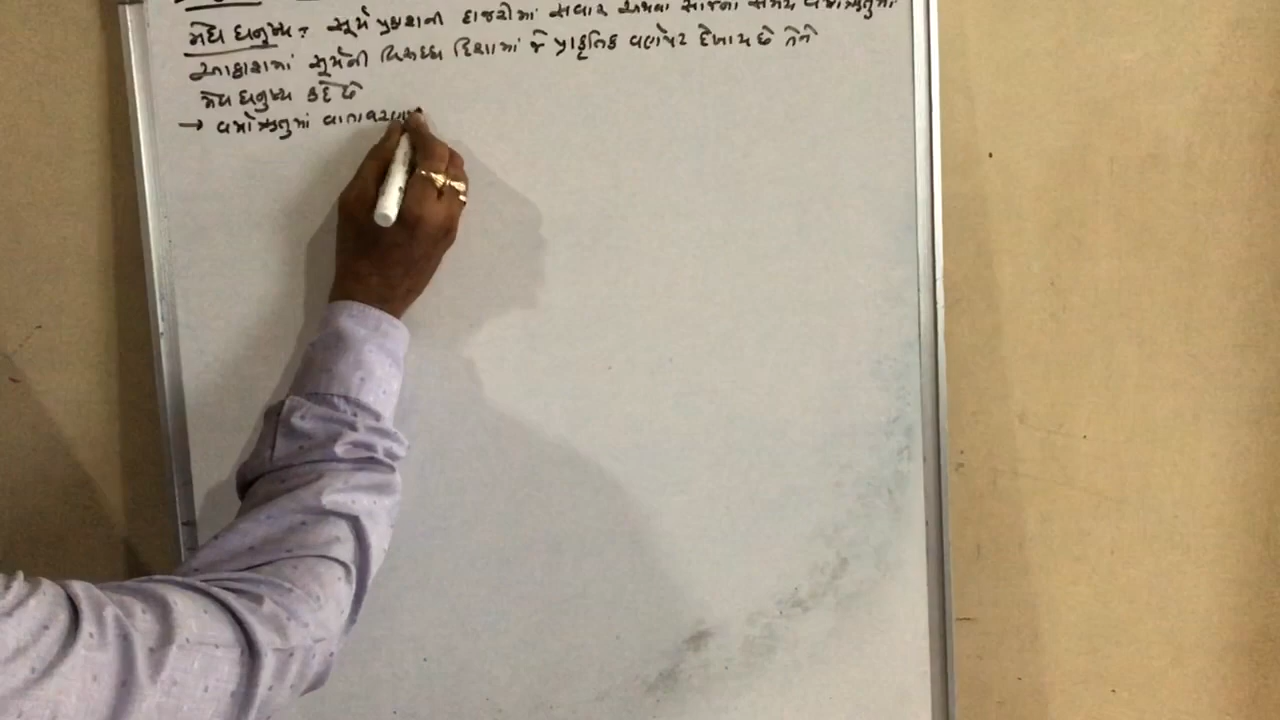 મેઘ ધનુષ્ય : સૂર્ય પ્રકાશની હાજરીમાં સવાર અથવા સાંજના સમયે વર્ષાઋતુમાં
આકાશમાં સૂર્યની વિરુધ્ધ દિશામાં જે પ્રાકૃતિક વર્ણપટ દેખાય છે તેને
મેઘ ધનુષ્ય કહે છે
→ વર્ષાઋતુમાં વાતાવરણમાં